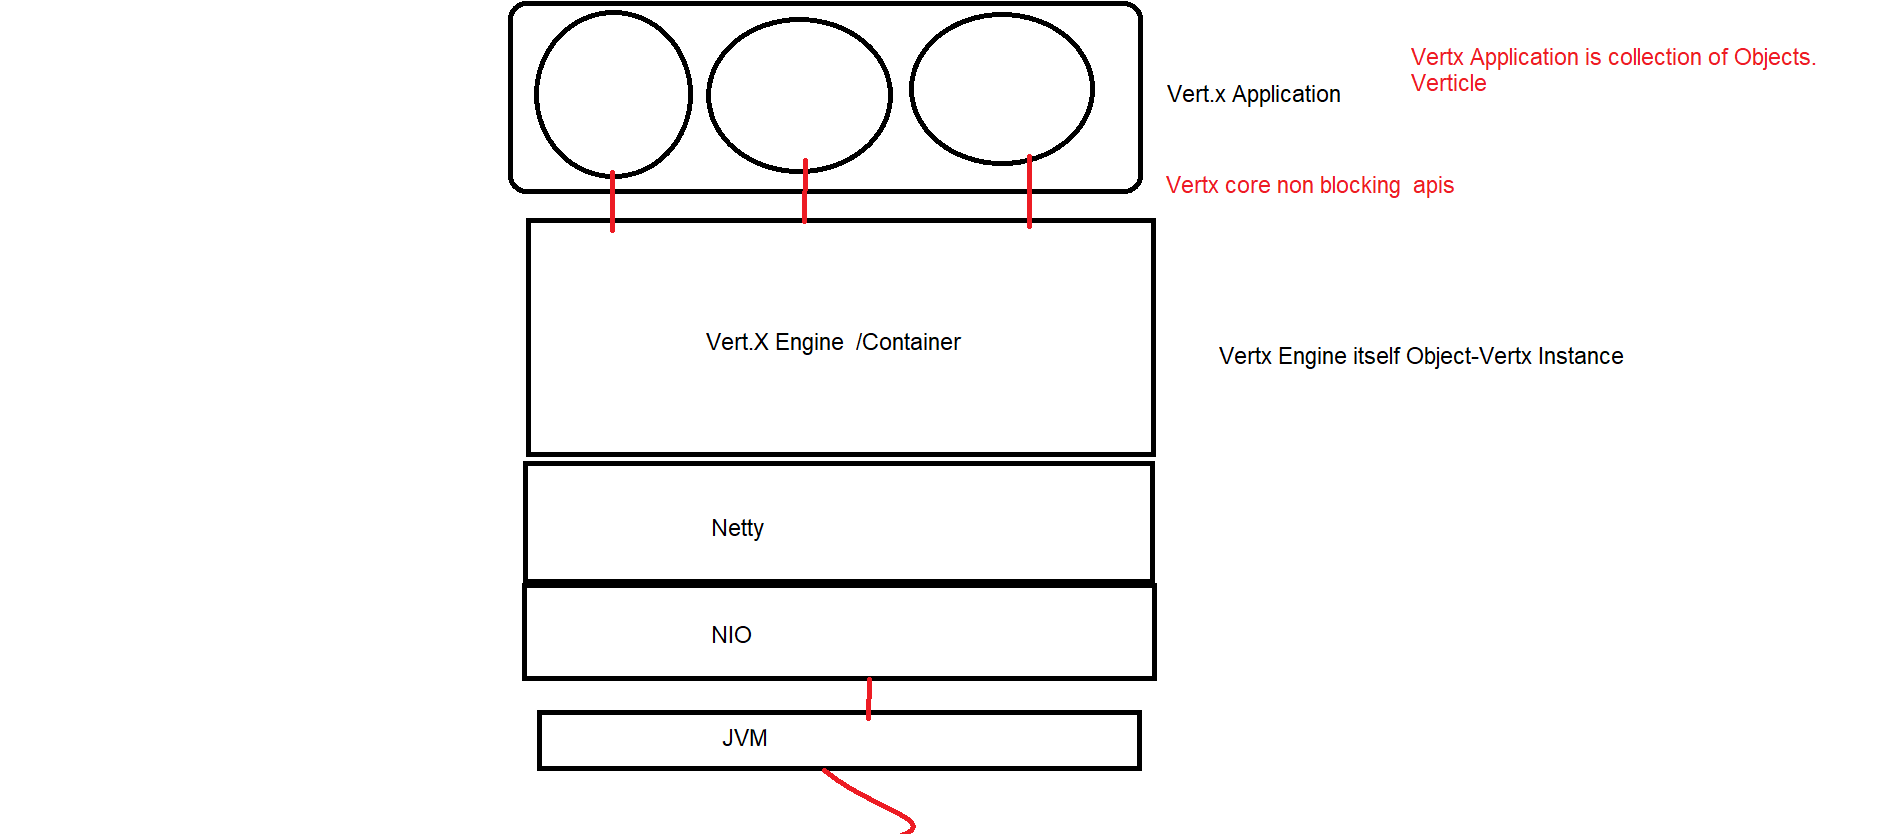 Vertx Application is collection of Objects.
Verticle
Vert.x Application
Vertx core non blocking  apis
Vert.X Engine  /Container
Vertx Engine itself Object-Vertx Instance
Netty
NIO
JVM